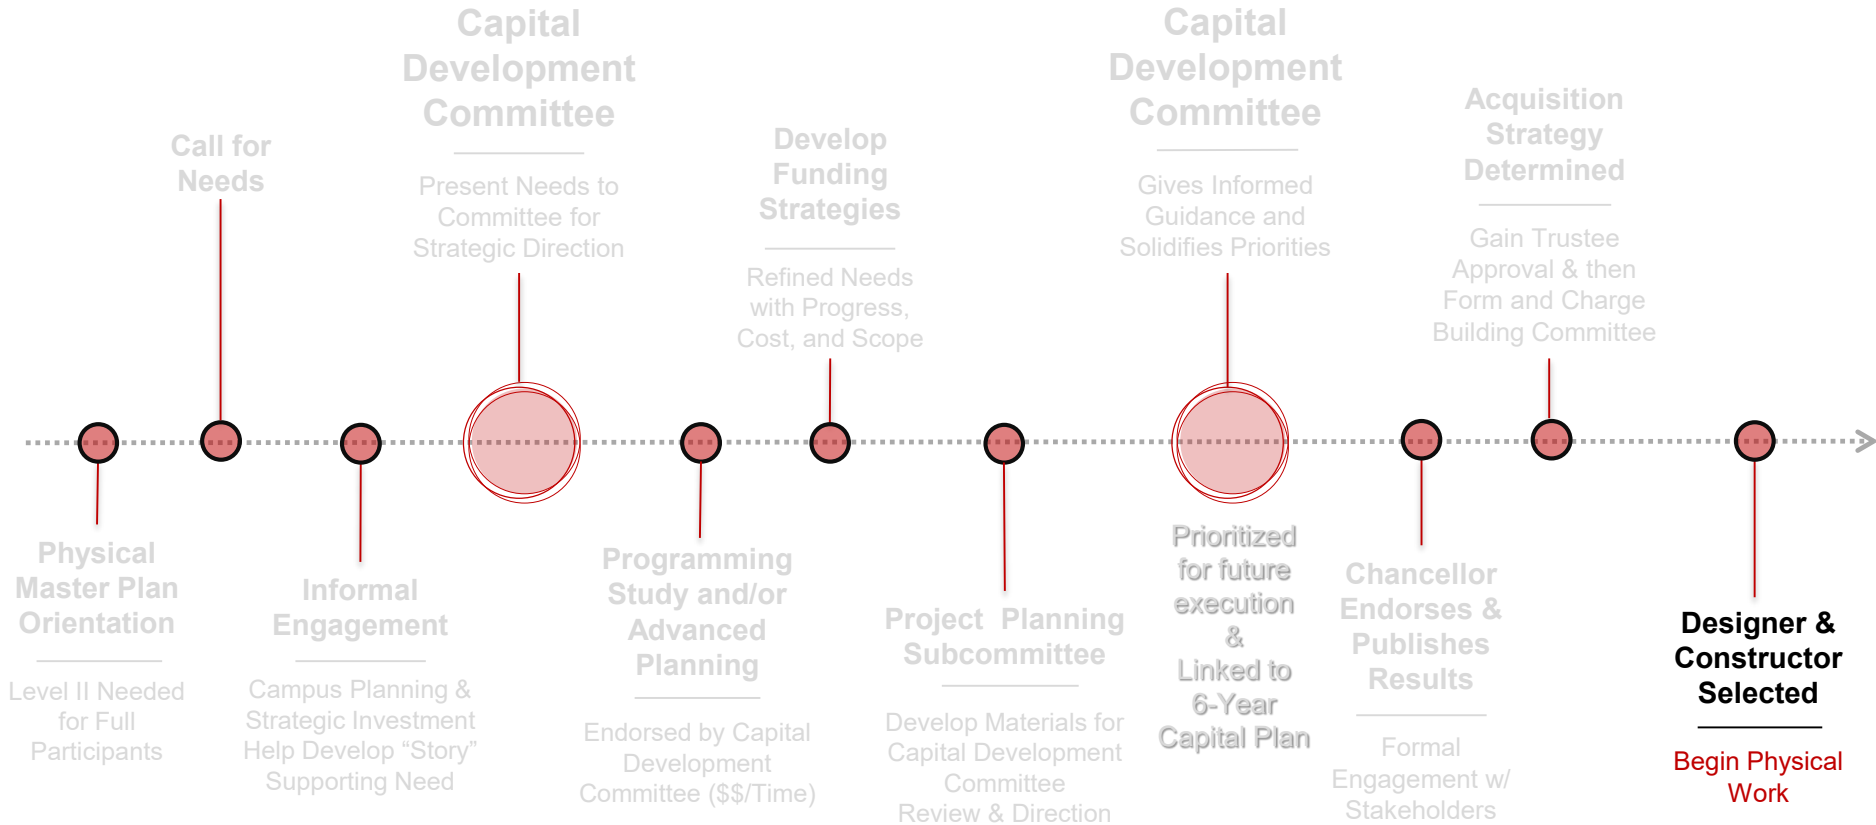 Physical
Master Plan
Orientation
Level II Needed
for Full
Participants
Call for
Needs
Informal
Engagement
Campus Planning &
Strategic Investment
Help Develop “Story”
Supporting Need
Capital
Development
Committee
Present Needs to
Committee for
Strategic Direction
Programming
Study and/or
Advanced
Planning
Endorsed by Capital
Development
Committee ($$/Time)
Develop
Funding
Strategies
Refined Needs
with Progress,
Cost, and Scope
Project Planning
Subcommittee
Develop Materials for
Capital Development
Committee
Review & Direction
Capital
Development
Committee
Gives Informed
Guidance and
Solidifies Priorities
Prioritized
for future
execution
&
Linked to
6-Year
Capital Plan
Chancellor
Endorses &
Publishes
Results
Formal
Engagement w/
Stakeholders
Acquisition
Strategy
Determined
Gain Trustee
Approval & then
Form and Charge
Building Committee
Designer &
Constructor
Selected
Begin Physical
Work